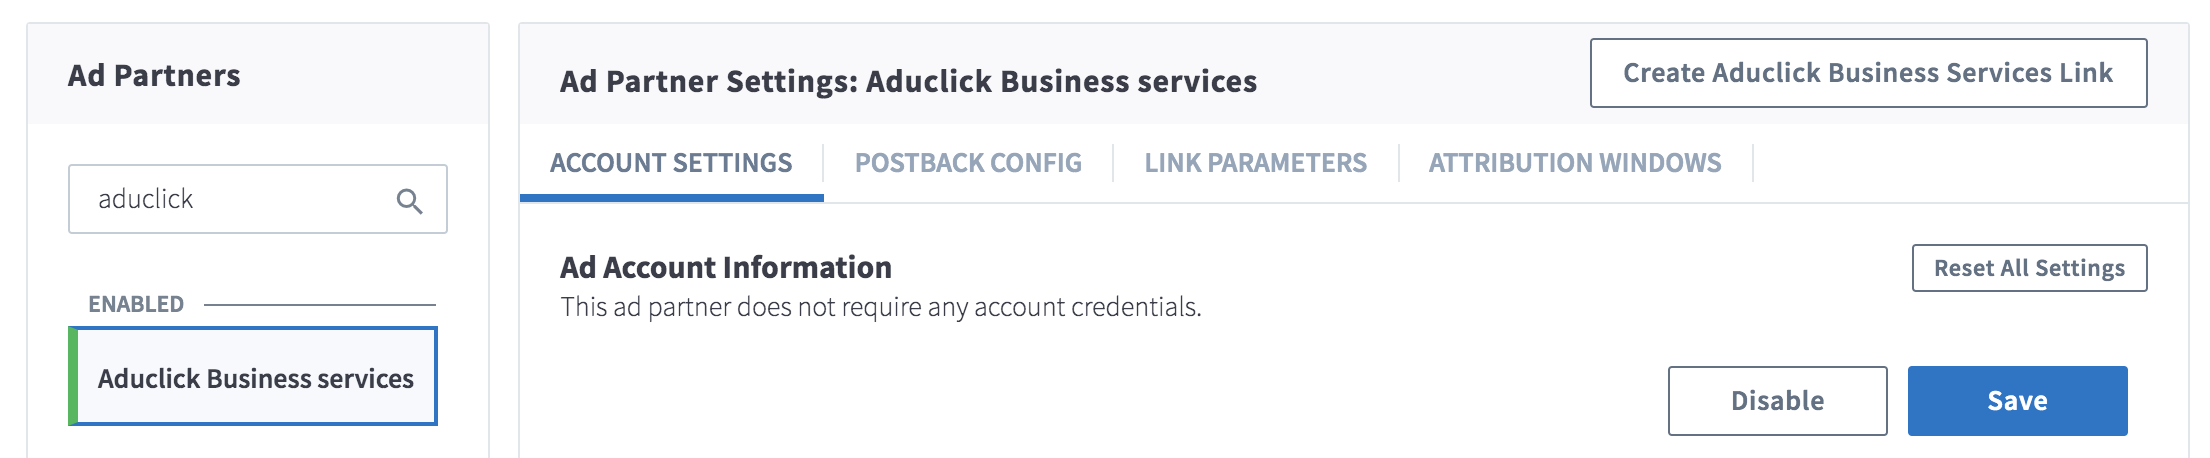 Ad Partners
aduclick
ENABLED
Aduclick Business services
Ad Partner Settings: Aduclick Business services
Create Aduclick Business Services Link
ACCOUNT SETTINGS
POSTBACK CONFIG
LINK PARAMETERS
ATTRIBUTION WINDOWS
Ad Account Information
This ad partner does not require any account credentials.
Reset All Settings
Disable
Save